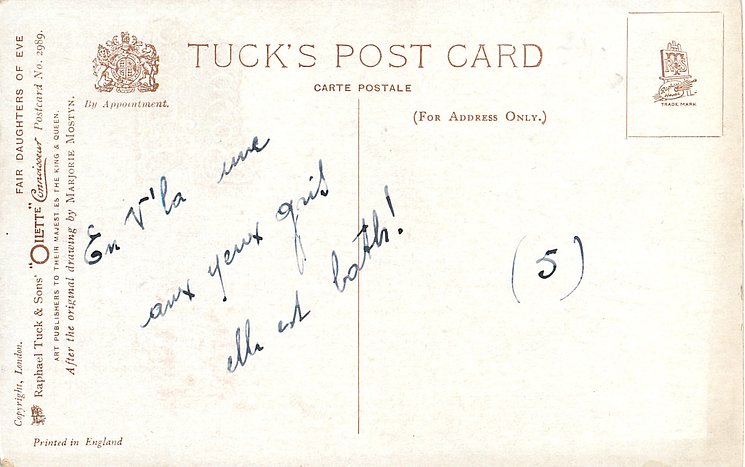 TUCK'S POST CARD
CARTE POSTALE
(FOR ADDRESS ONLY.)
By Appointment.
TRADE MARK
FAIR DAUGHTERS OF EVE
Raphael Tuck & Sons' "OILETTE" Connoisseur Postcard No. 2989.
ART PUBLISHERS TO THEIR MAJESTIES THE KING & QUEEN.
After the original drawing by MARJORIE MOSTYN.
Copyright, London.
En v'la une
aux yeux gris
elle est bath!
(5)
Printed in England